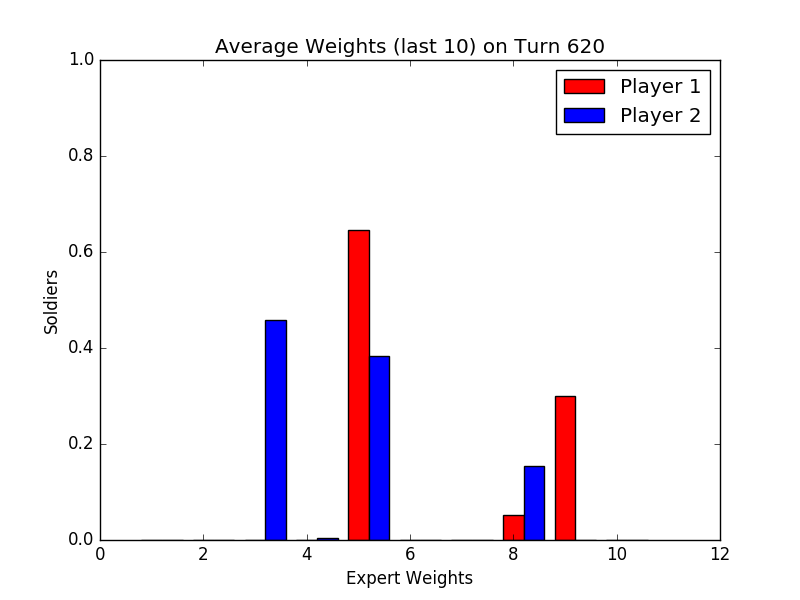 Average Weights (last 10) on Turn 620
1.0
0.8
0.6
0.4
0.2
0.0
Soldiers
Player 1
Player 2
0 2 4 6 8 10 12
Expert Weights